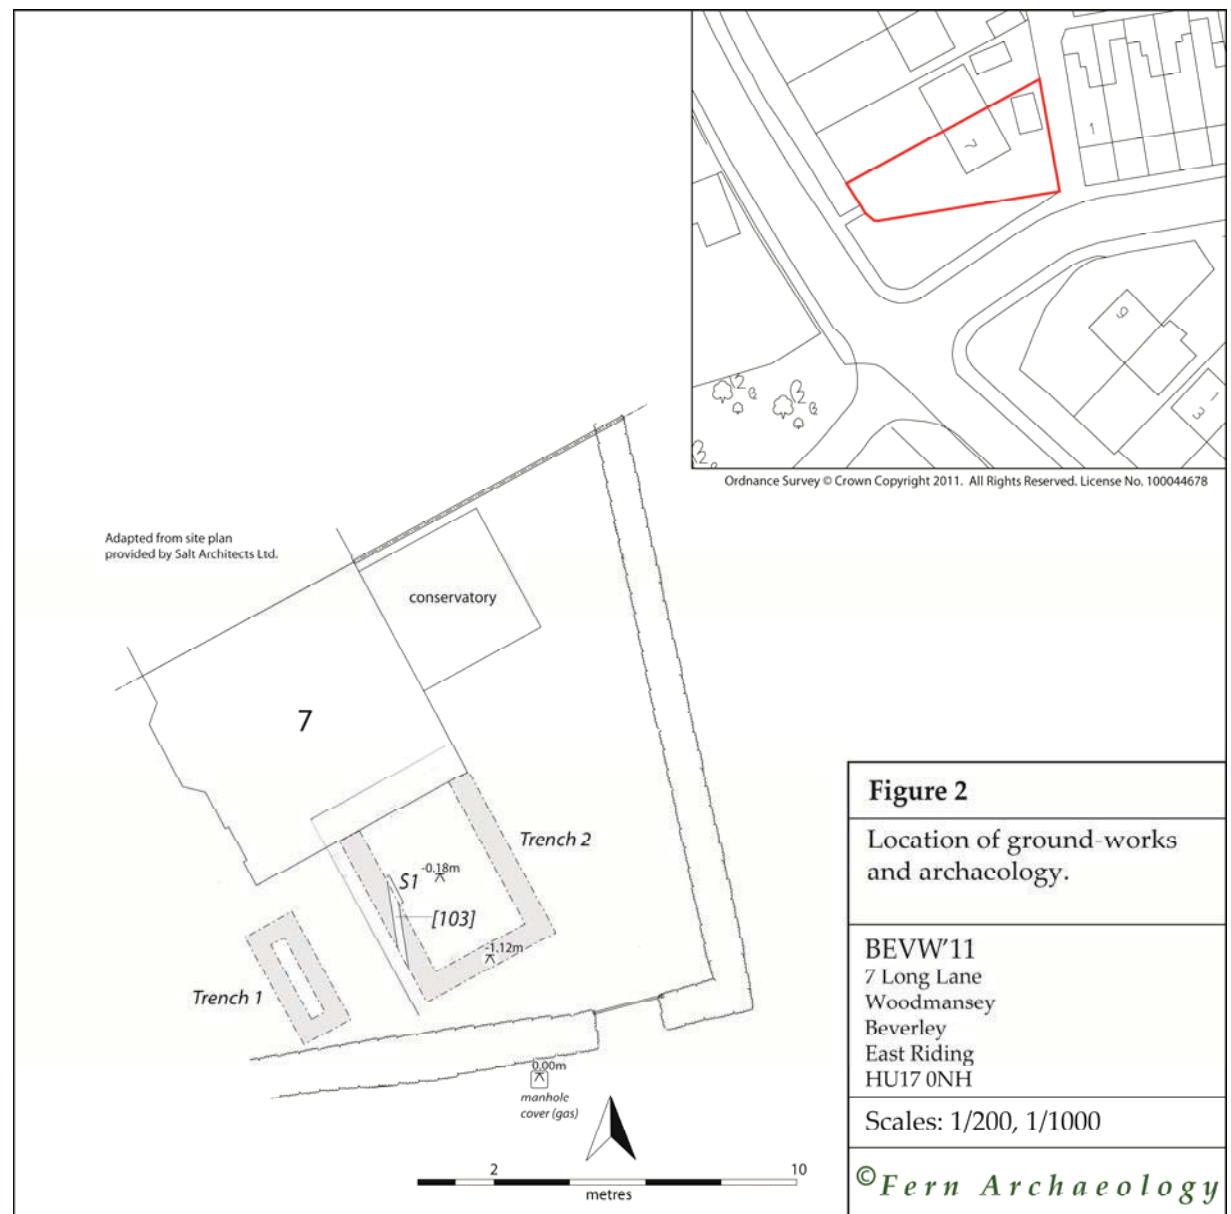 7
1
9
1
3
Ordnance Survey © Crown Copyright 2011. All Rights Reserved. License No. 100044678
Adapted from site plan
provided by Salt Architects Ltd.
conservatory
7
Trench 2
S1
-0.18m
[103]
-1.12m
Trench 1
0.00m
manhole
cover (gas)
2
10
metres
Figure 2
Location of ground-works
and archaeology.
BEVW'11
7 Long Lane
Woodmansey
Beverley
East Riding
HU17 0NH
Scales: 1/200, 1/1000
©Fern Archaeology